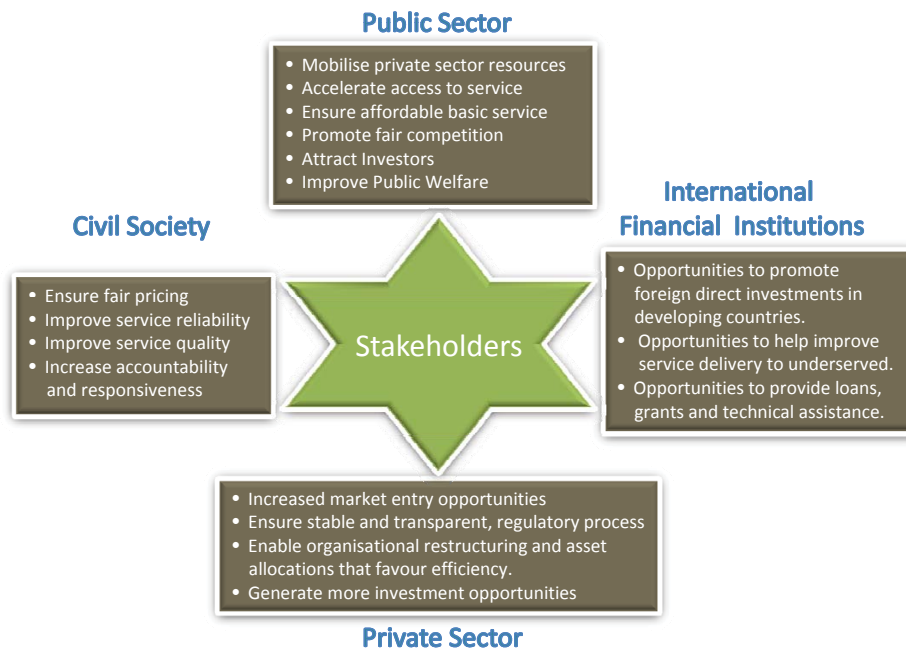 Public Sector
• Mobilise private sector resources
• Accelerate access to service
• Ensure affordable basic service
• Promote fair competition
• Attract Investors
• Improve Public Welfare
Civil Society
• Ensure fair pricing
• Improve service reliability
• Improve service quality
• Increase accountability
and responsiveness
Stakeholders
International
Financial Institutions
• Opportunities to promote
foreign direct investments in
developing countries.
• Opportunities to help improve
service delivery to underserved.
• Opportunities to provide loans,
grants and technical assistance.
• Increased market entry opportunities
• Ensure stable and transparent, regulatory process
• Enable organisational restructuring and asset
allocations that favour efficiency.
• Generate more investment opportunities
Private Sector